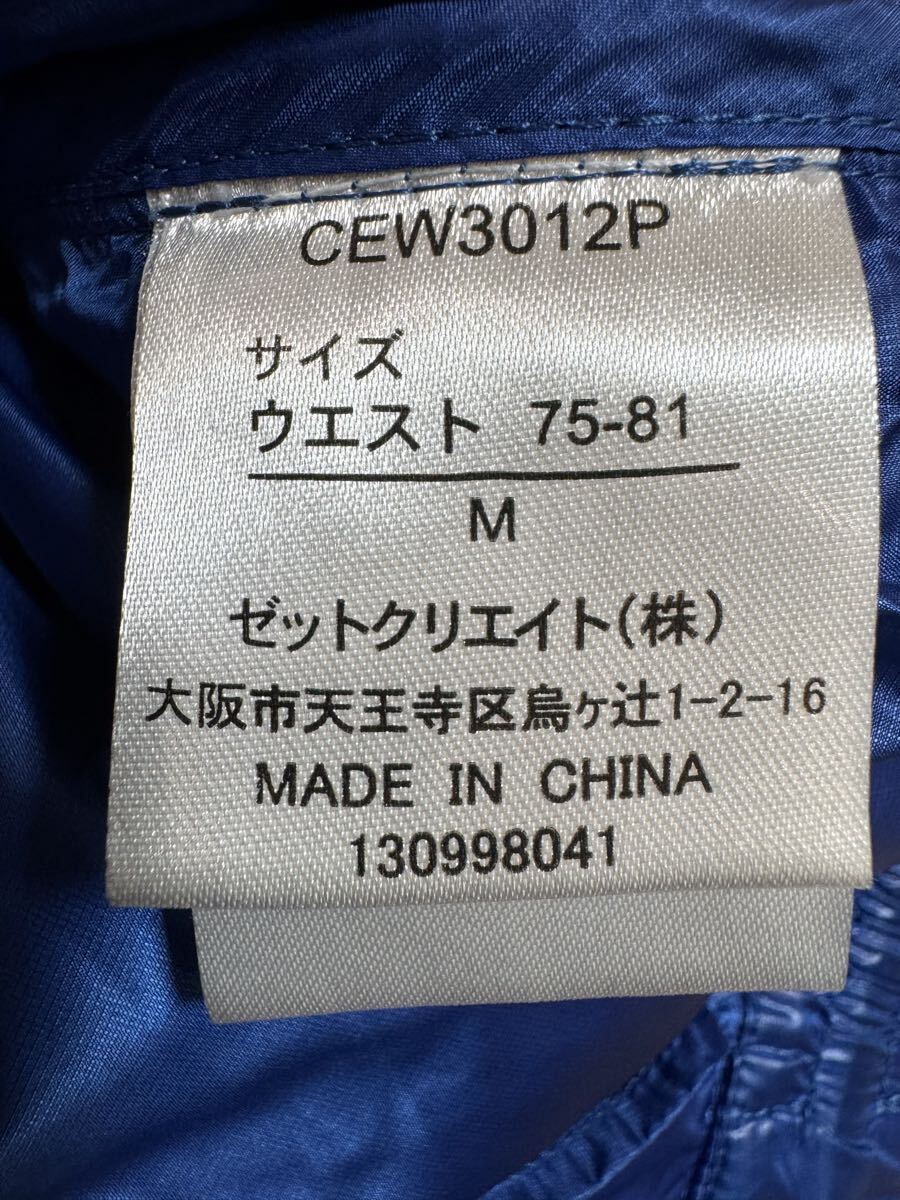 CEW3012P
サイズ
ウエスト 75-81
M
ゼットクリエイト(株)
大阪市天王寺区烏ヶ辻1-2-16
MADE IN CHINA
130998041